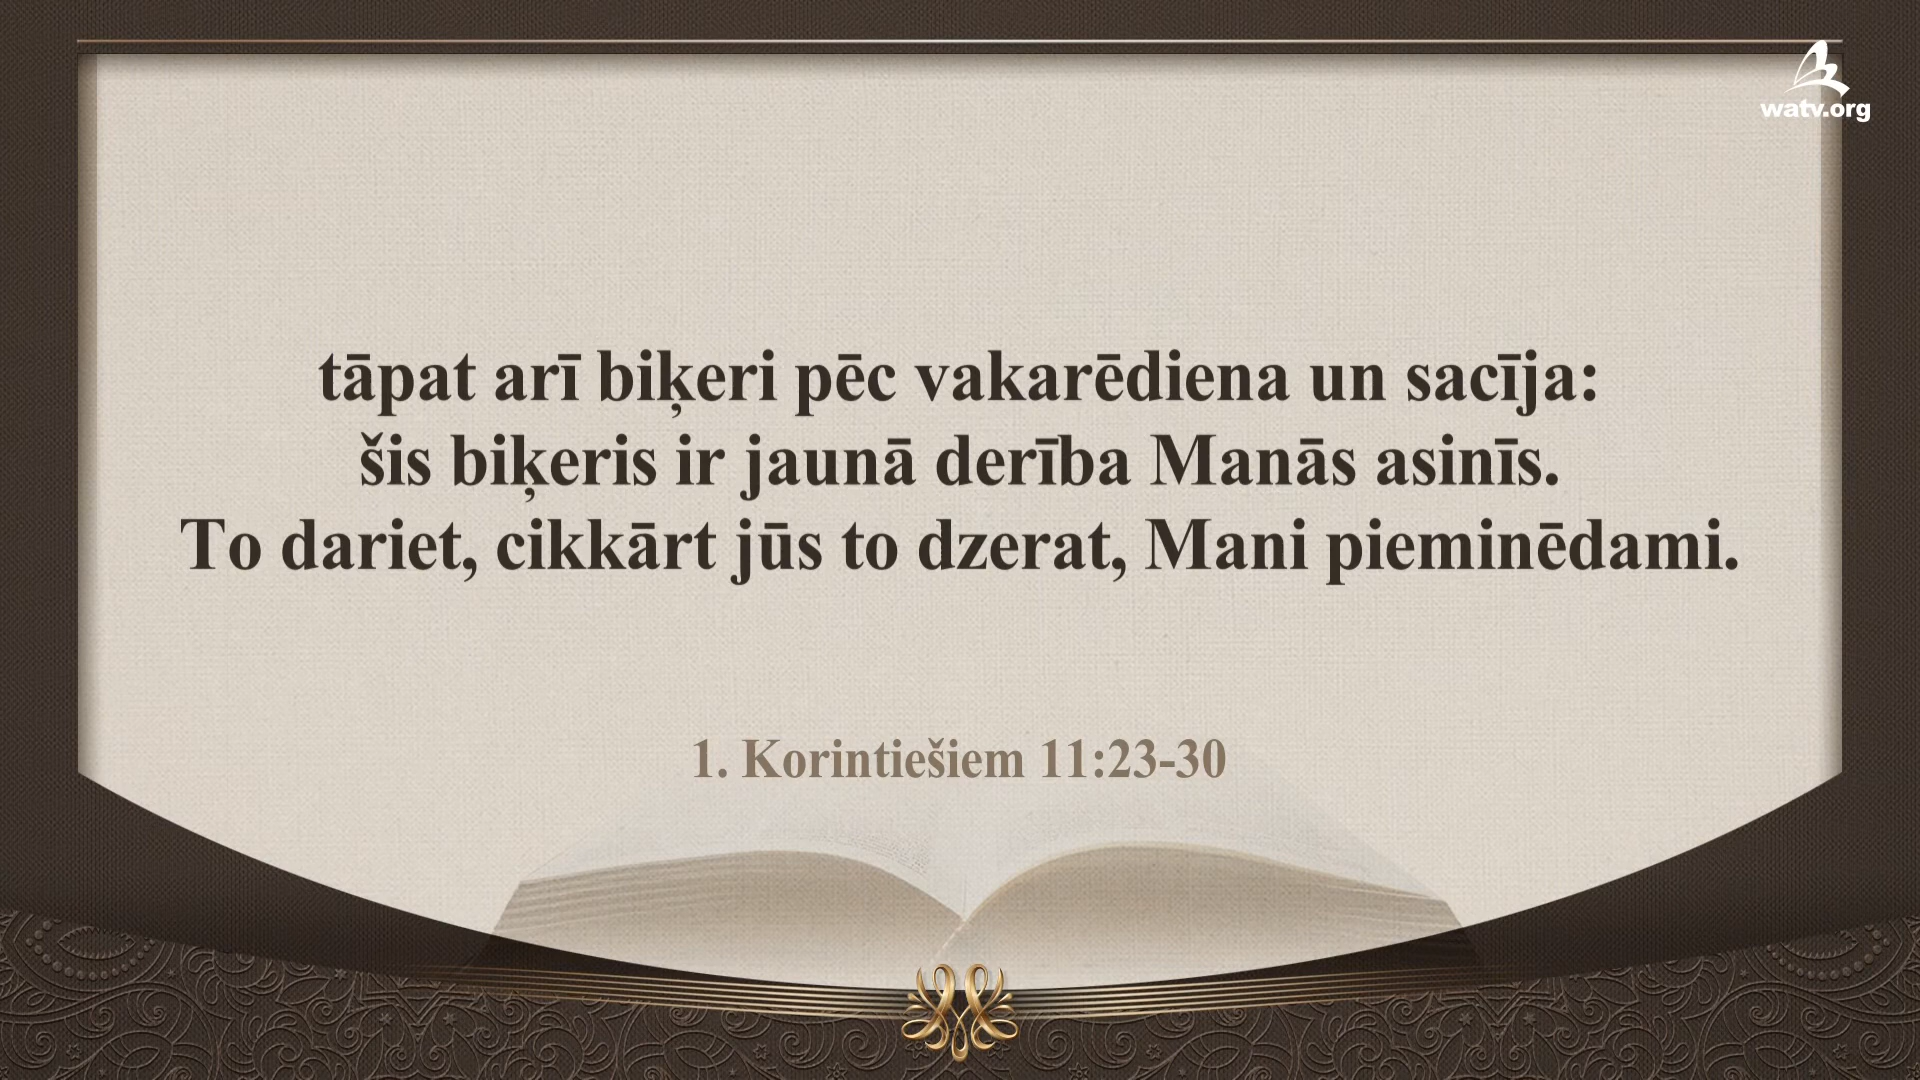 watv.org
tāpat arī biķeri pēc vakarēdiena un sacīja:
šis biķeris ir jaunā derība Manās asinīs.
To dariet, cikkārt jūs to dzerat, Mani pieminēdami.
1. Korintiešiem 11:23-30